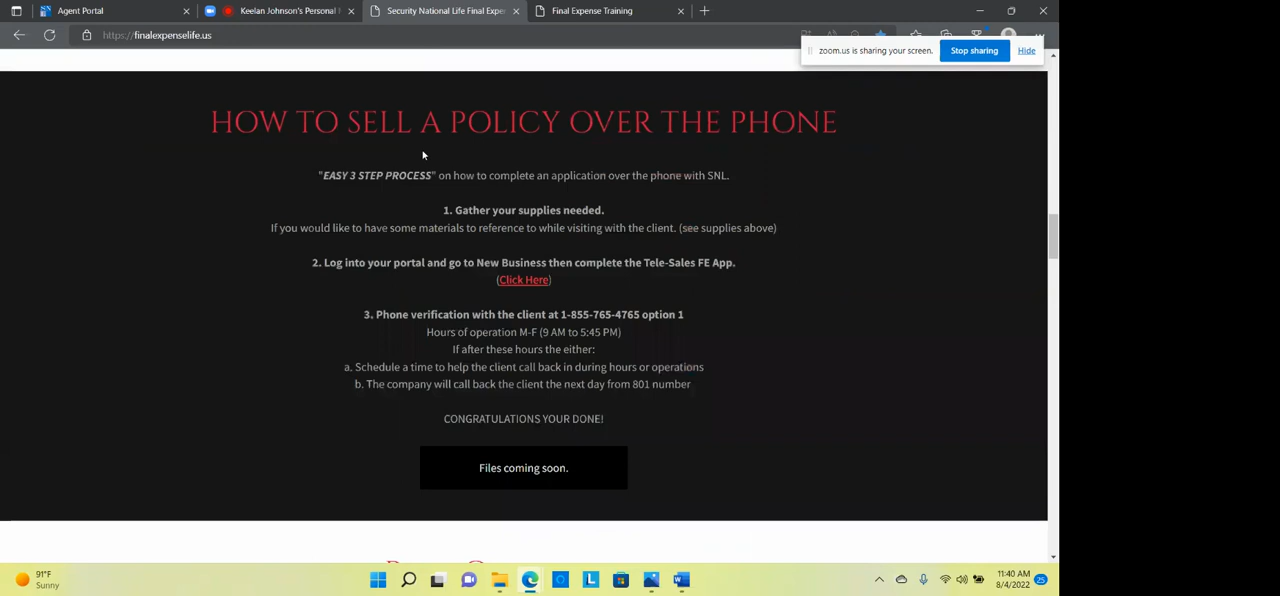 Agent Portal
Keelan Johnson's Personal
Security National Life Final Expe
Final Expense Training
https://finalexpenselife.us
zoom.us is sharing your screen.
Stop sharing
Hide
HOW TO SELL A POLICY OVER THE PHONE
"EASY 3 STEP PROCESS" on how to complete an application over the phone with SNL.
1. Gather your supplies needed.
If you would like to have some materials to reference to while visiting with the client. (see supplies above)
2. Log into your portal and go to New Business then complete the Tele-Sales FE App.
(Click Here)
3. Phone verification with the client at 1-855-765-4765 option 1
Hours of operation M-F (9 AM to 5:45 PM)
If after these hours the either:
a. Schedule a time to help the client call back in during hours or operations
b. The company will call back the client the next day from 801 number
CONGRATULATIONS YOUR DONE!
Files coming soon.
91°F
Sunny
11:40 AM
8/4/2022
25